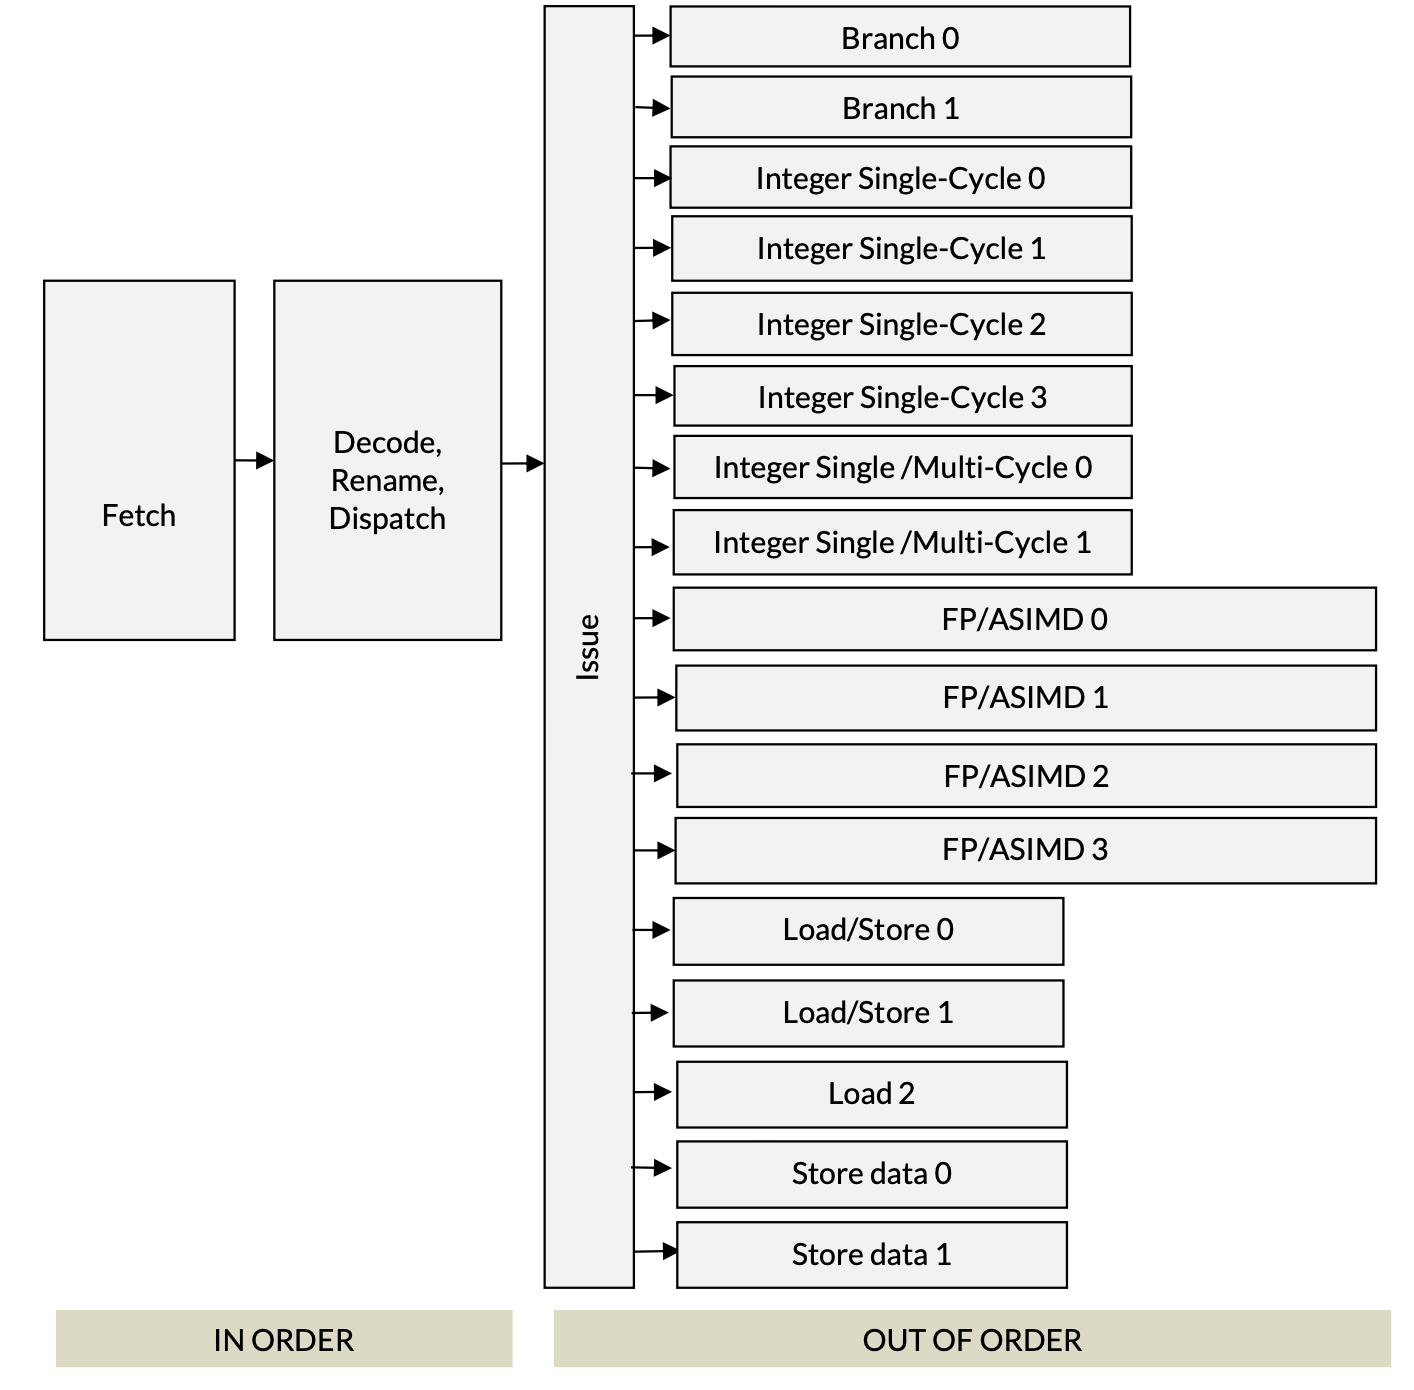 Branch 0
Branch 1
Integer Single-Cycle 0
Integer Single-Cycle 1
Integer Single-Cycle 2
Integer Single-Cycle 3
Integer Single /Multi-Cycle 0
Integer Single /Multi-Cycle 1
Fetch
Decode,
Rename,
Dispatch
Issue
FP/ASIMD 0
FP/ASIMD 1
FP/ASIMD 2
FP/ASIMD 3
Load/Store 0
Load/Store 1
Load 2
Store data 0
Store data 1
IN ORDER
OUT OF ORDER